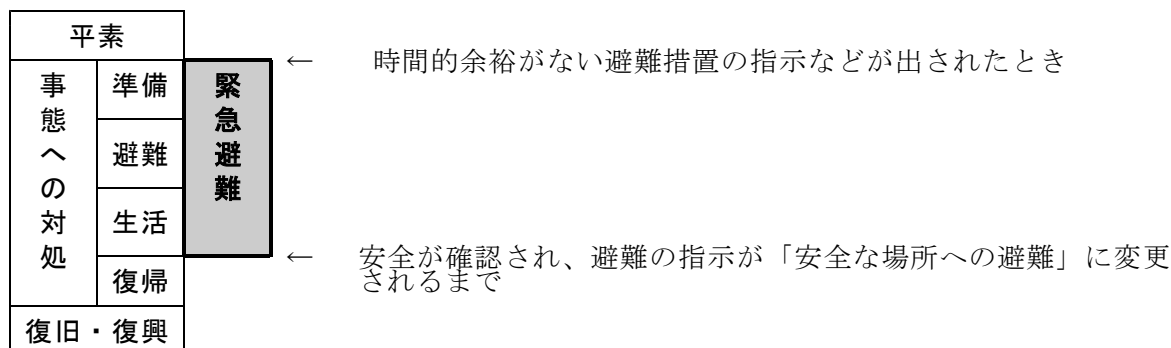 平素
← 時間的余裕がない避難措置の指示などが出されたとき
事態への対処
準備
緊急避難
避難
生活
← 安全が確認され、避難の指示が「安全な場所への避難」に変更
されるまで
復帰
復旧・復興